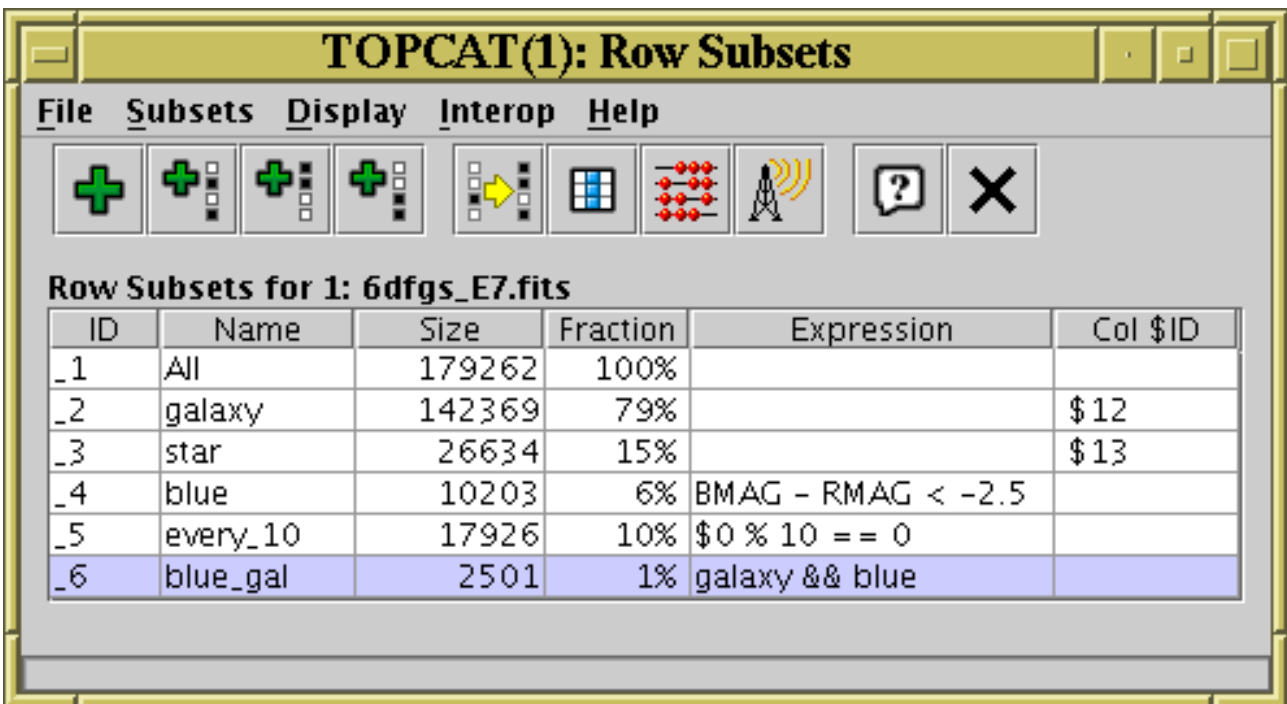 TOPCAT(1): Row Subsets
File Subsets Display Interop Help
?
Row Subsets for 1: 6dfgs_E7.fits
ID Name Size Fraction Expression Col $ID
_1 All 179262 100%
_2 galaxy 142369 79% $12
_3 star 26634 15% $13
_4 blue 10203 6% BMAG - RMAG < -2.5
_5 every_10 17926 10% $0 % 10 == 0
_6 blue_gal 2501 1% galaxy && blue